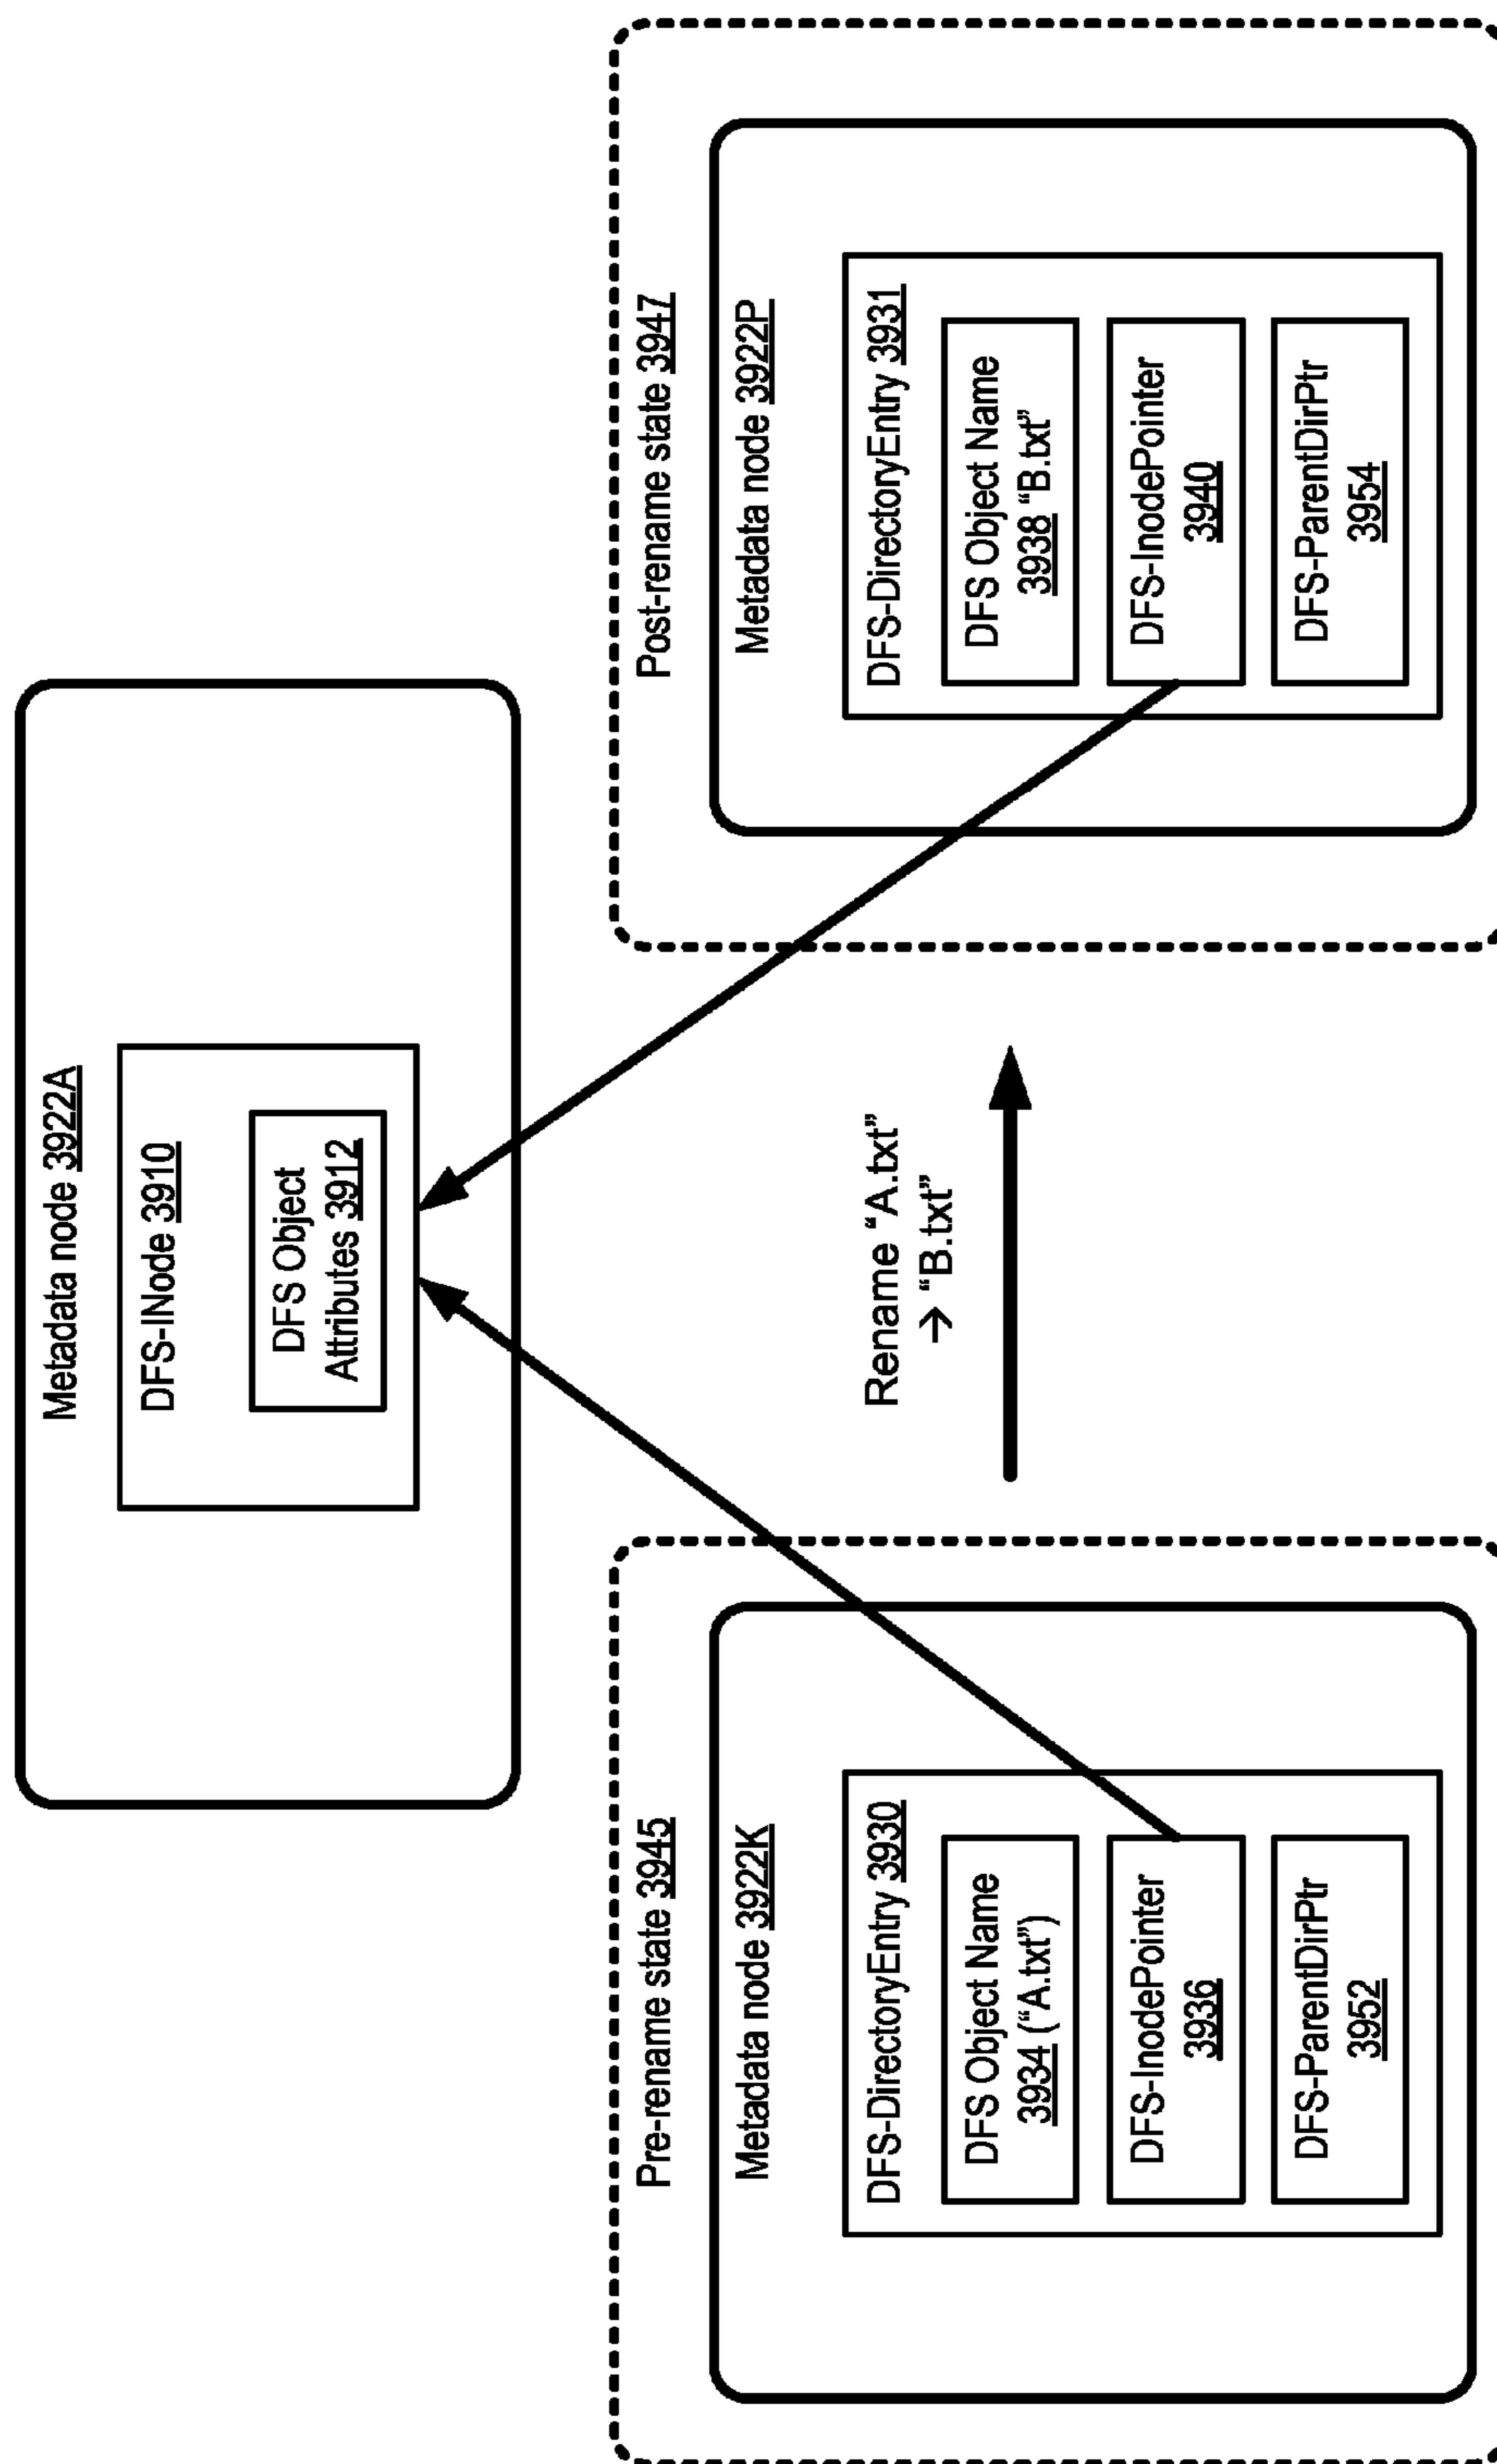 Metadata node 3922A
DFS-INode 3910
DFS Object
Attributes 3912
Pre-rename state 3945
Metadata node 3922K
DFS-DirectoryEntry 3930
DFS Object Name
3934 (“A.txt”)
DFS-InodePointer
3936
DFS-ParentDirPtr
3952
Rename “A.txt”
→ “B.txt”
Post-rename state 3947
Metadata node 3922P
DFS-DirectoryEntry 3931
DFS Object Name
3938 “B.txt”
DFS-InodePointer
3940
DFS-ParentDirPtr
3954